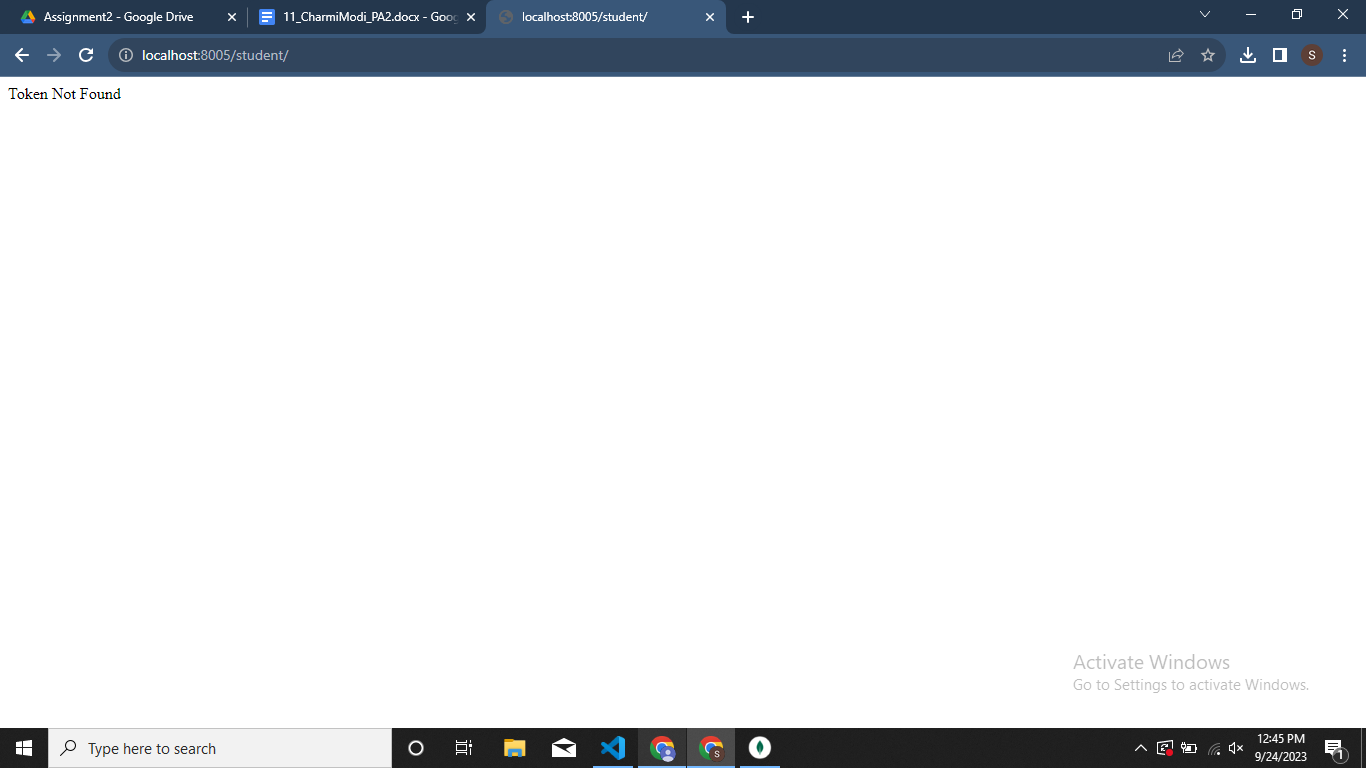 Assignment2 - Google Drive
11_CharmiModi_PA2.docx - Goog
localhost:8005/student/
localhost:8005/student/
S
Token Not Found
Activate Windows
Go to Settings to activate Windows.
Type here to search
S
12:45 PM
9/24/2023
1